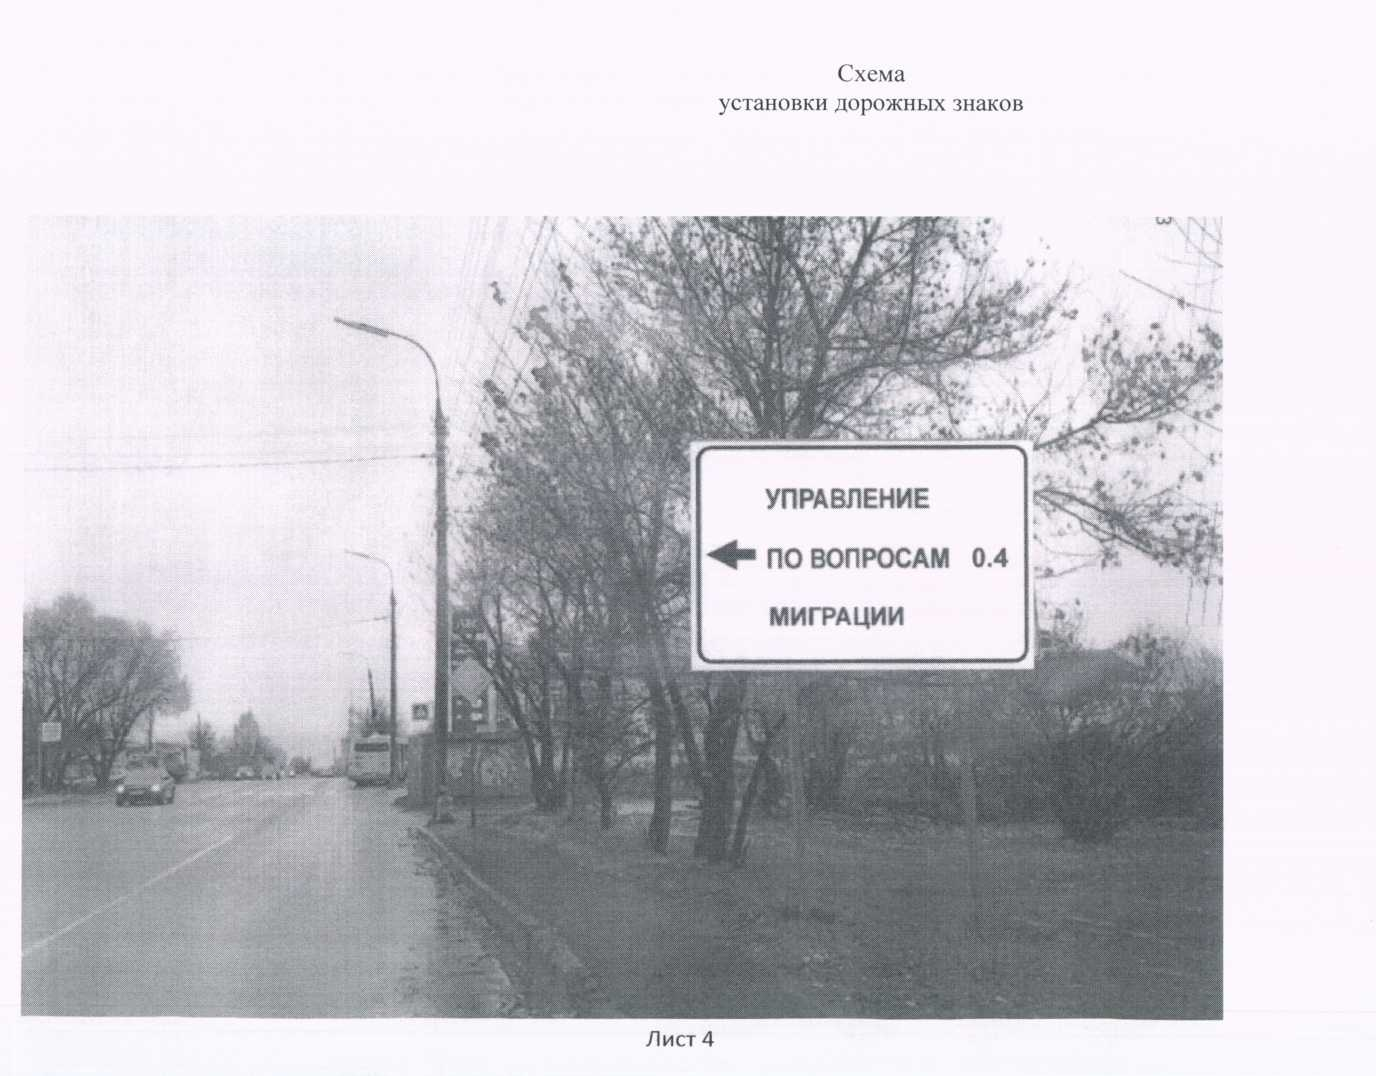 Схема
установки дорожных знаков
УПРАВЛЕНИЕ
ПО ВОПРОСАМ 0.4
МИГРАЦИИ
Лист 4